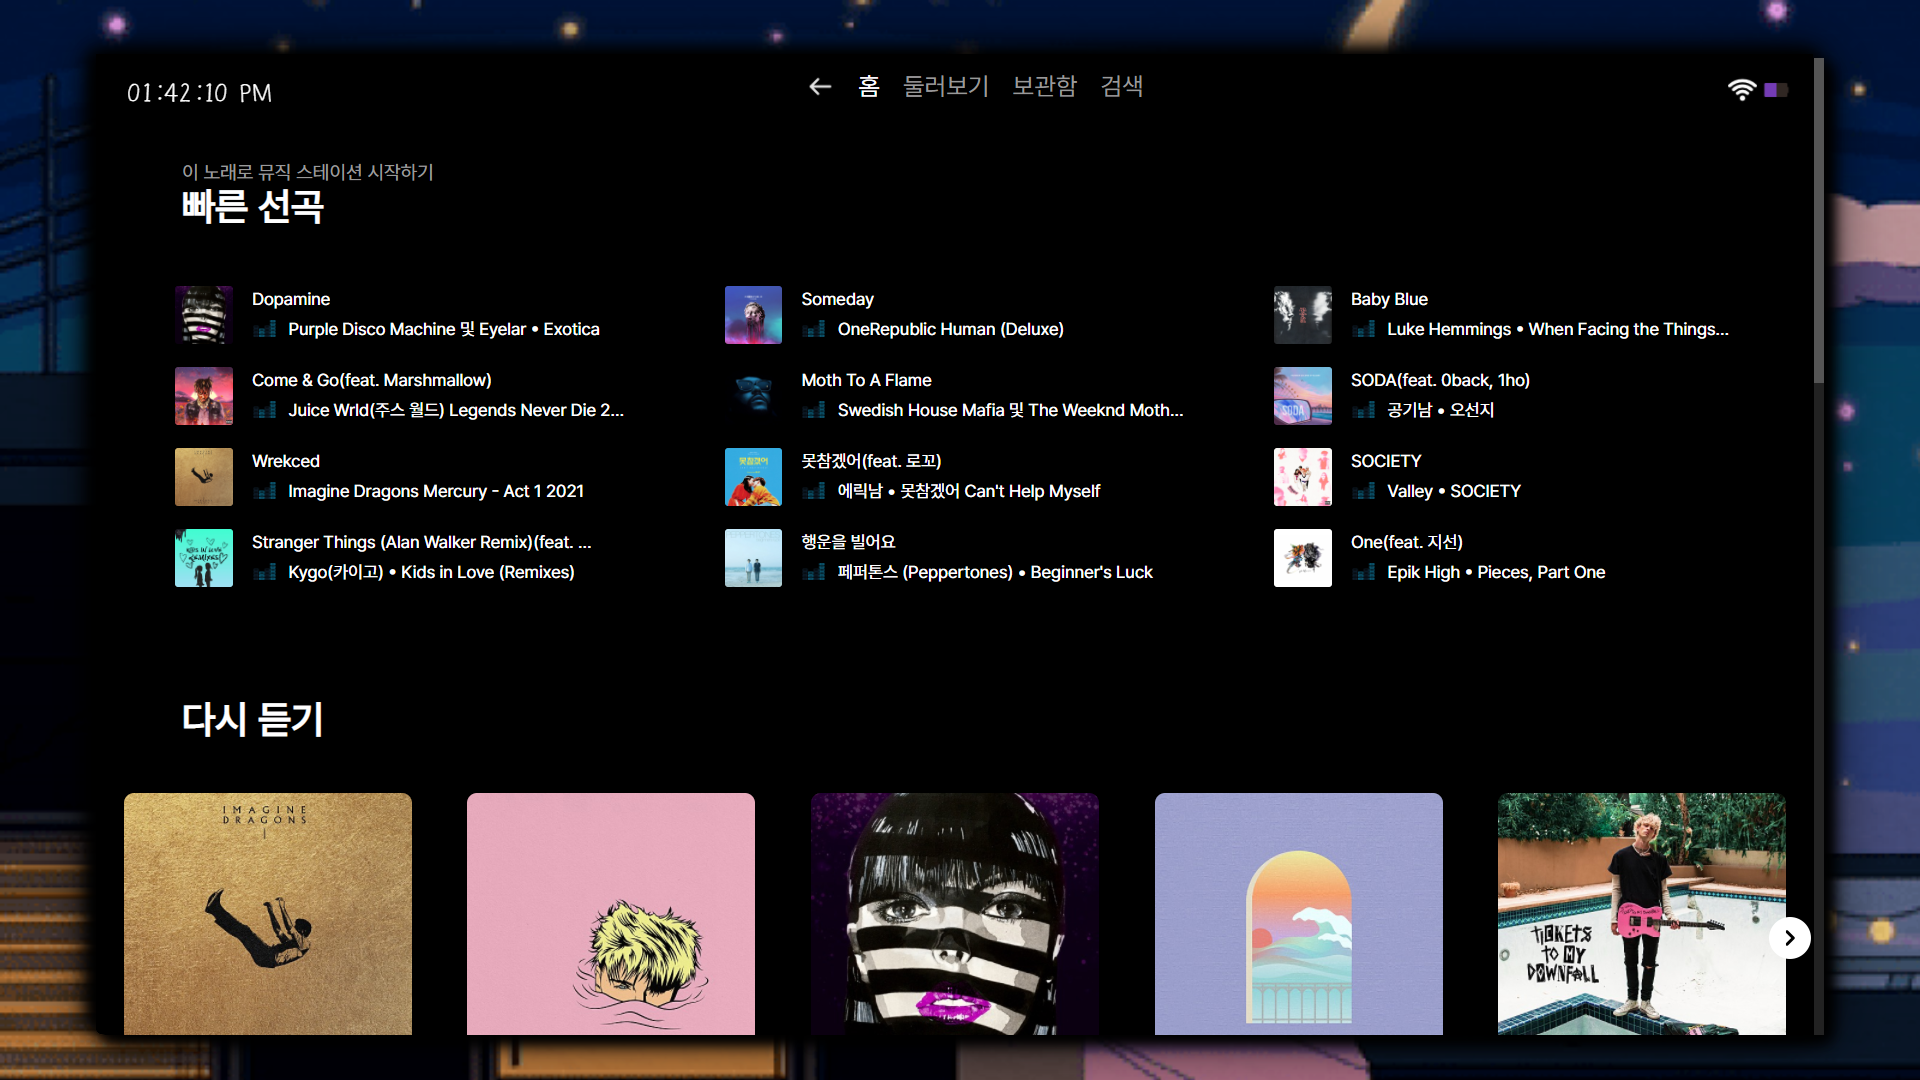 01:42:10 PM
홈 둘러보기 보관함 검색
이 노래로 뮤직 스테이션 시작하기
빠른 선곡
Dopamine
Purple Disco Machine 및 Eyelar • Exotica
Someday
OneRepublic Human (Deluxe)
Baby Blue
Luke Hemmings • When Facing the Things...
Come & Go(feat. Marshmallow)
Juice Wrld(주스 월드) Legends Never Die 2...
Moth To A Flame
Swedish House Mafia 및 The Weeknd Moth...
SODA(feat. 0back, 1ho)
공기남 • 오선지
SODA
Wrekced
Imagine Dragons Mercury - Act 1 2021
못참겠어(feat. 로꼬)
에릭남 • 못참겠어 Can't Help Myself
못참겠어
SOCIETY
Valley • SOCIETY
Stranger Things (Alan Walker Remix)(feat. ...
Kygo(카이고) • Kids in Love (Remixes)
행운을 빌어요
페퍼톤스 (Peppertones) • Beginner's Luck
One(feat. 지선)
Epik High • Pieces, Part One
다시 듣기
IMAGINE
DRAGONS
TICKETS
TO MY
DOWNFALL